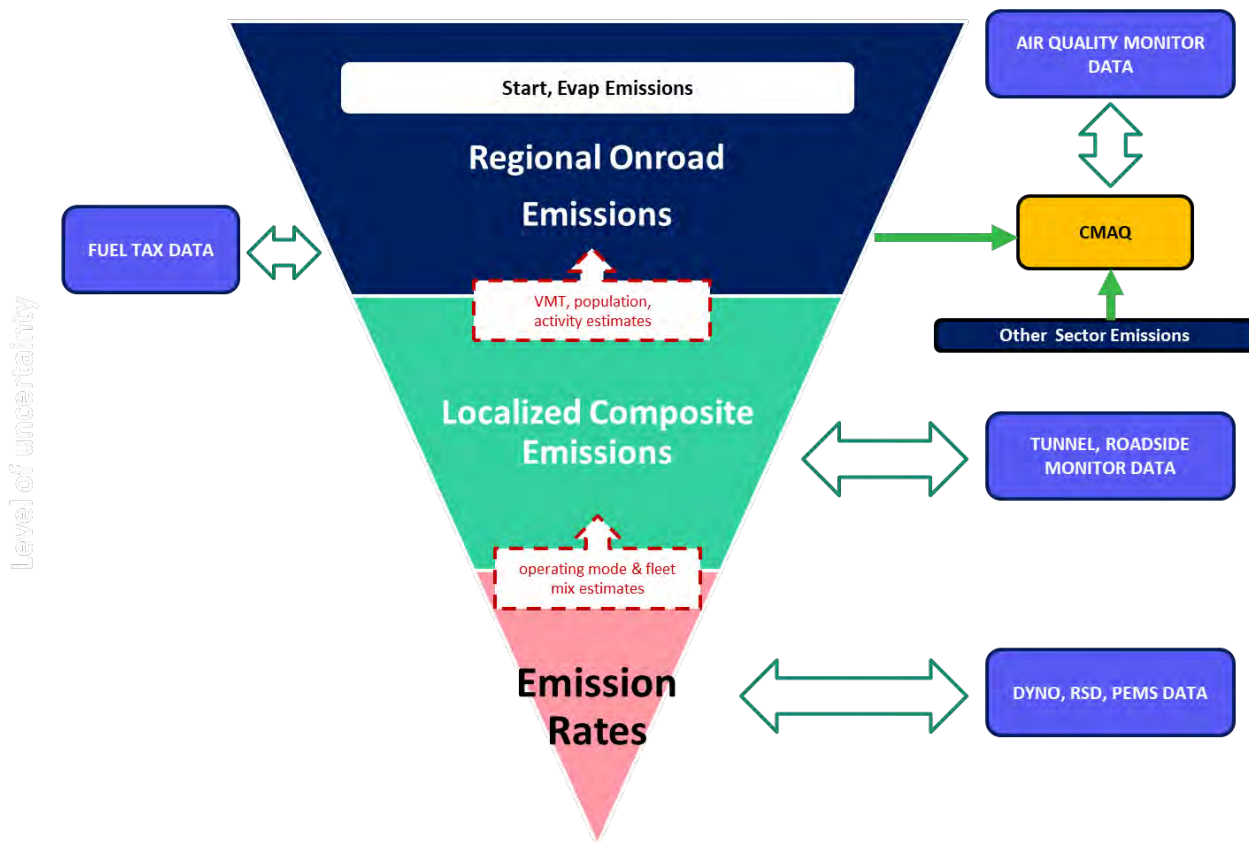 AIR QUALITY MONITOR
DATA
Start, Evap Emissions
Regional Onroad
Emissions
FUEL TAX DATA
CMAQ
VMT, population,
activity estimates
Other Sector Emissions
Level of uncertainty
Localized Composite
Emissions
TUNNEL, ROADSIDE
MONITOR DATA
operating mode & fleet
mix estimates
Emission
Rates
DYNO, RSD, PEMS DATA